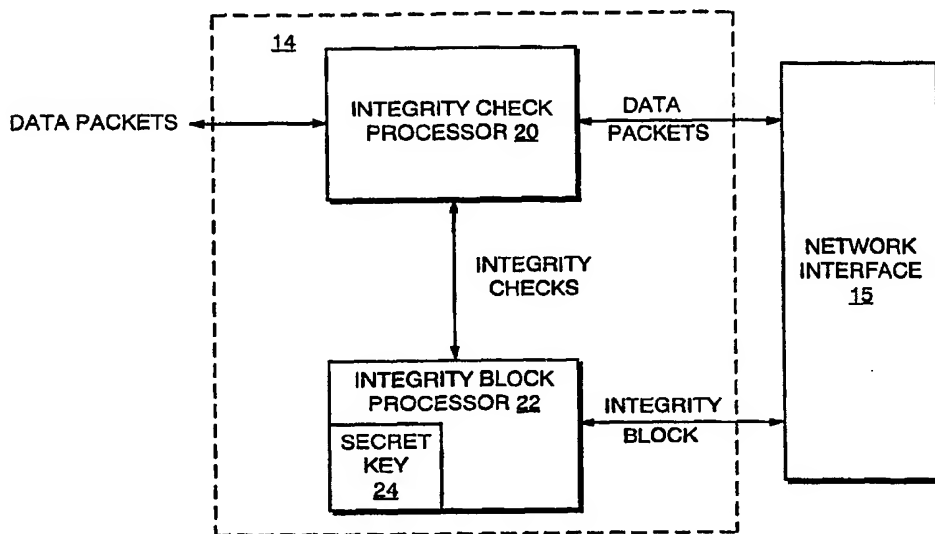 14
DATA PACKETS
INTEGRITY CHECK
PROCESSOR 20
DATA
PACKETS
INTEGRITY
CHECKS
NETWORK
INTERFACE
15
INTEGRITY BLOCK
PROCESSOR 22
SECRET
KEY
24
INTEGRITY
BLOCK